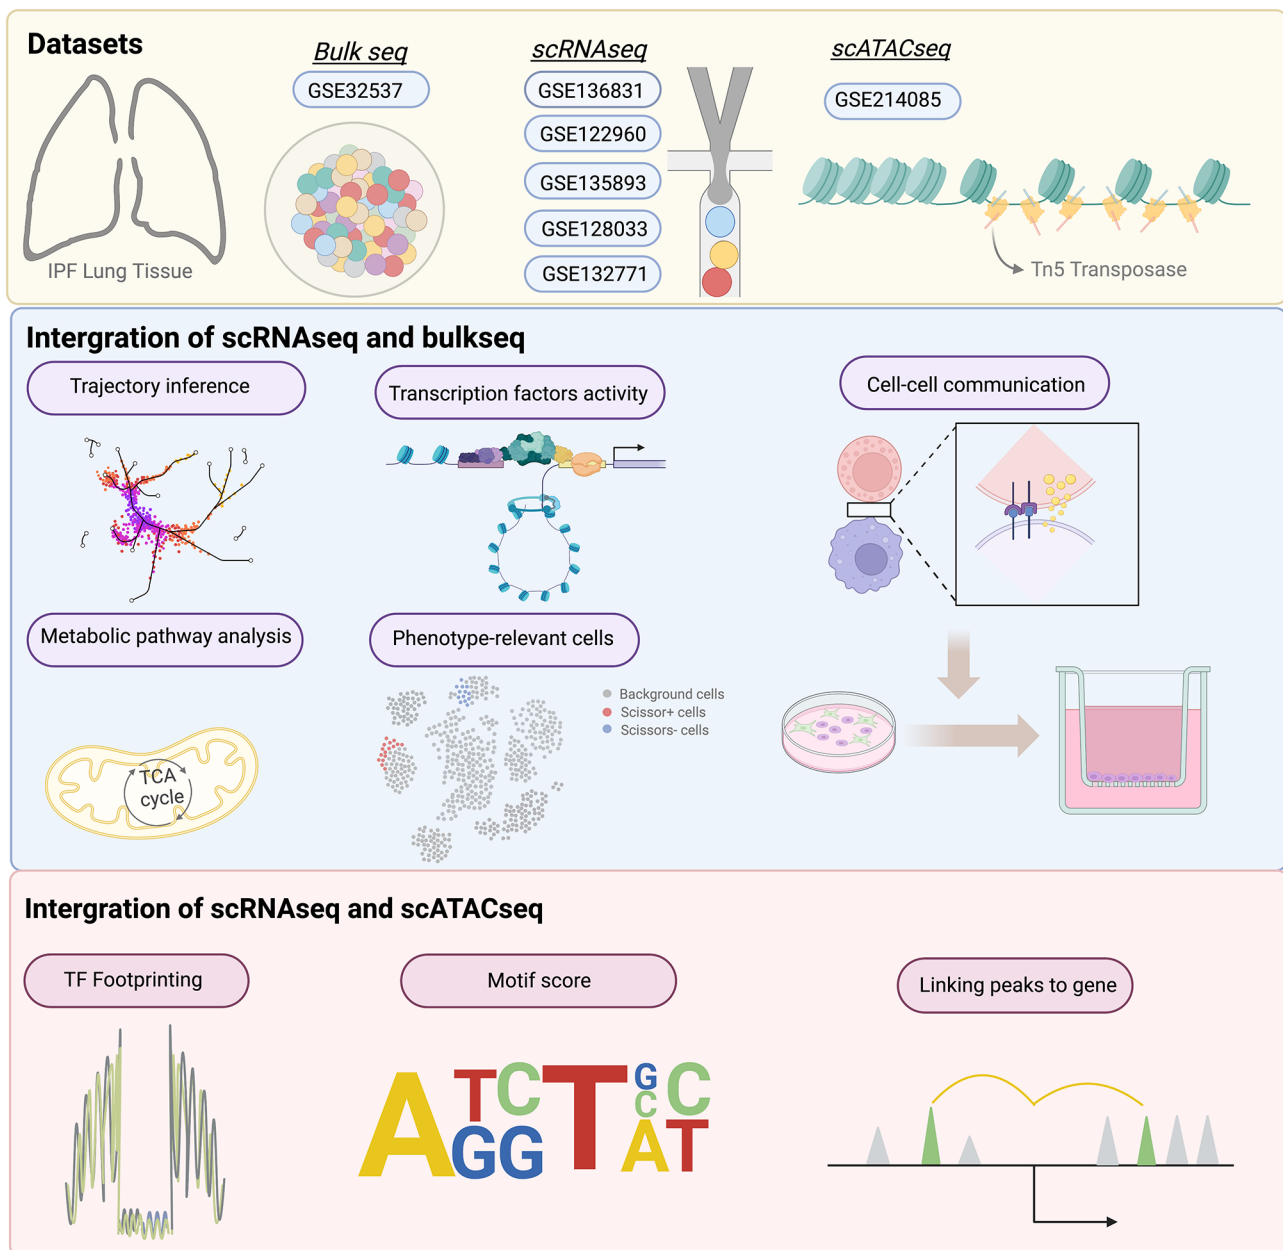 Datasets
Bulk seq
GSE32537
scRNAseq
GSE136831
GSE122960
GSE135893
GSE128033
GSE132771
scATACseq
GSE214085
IPF Lung Tissue
Tn5 Transposase
Intergration of scRNAseq and bulkseq
Trajectory inference
Transcription factors activity
Cell-cell communication
Metabolic pathway analysis
Phenotype-relevant cells
Background cells
Scissor+ cells
Scissors- cells
TCA
cycle
Intergration of scRNAseq and scATACseq
TF Footprinting
Motif score
Linking peaks to gene
A T C T G C
C
G G A T